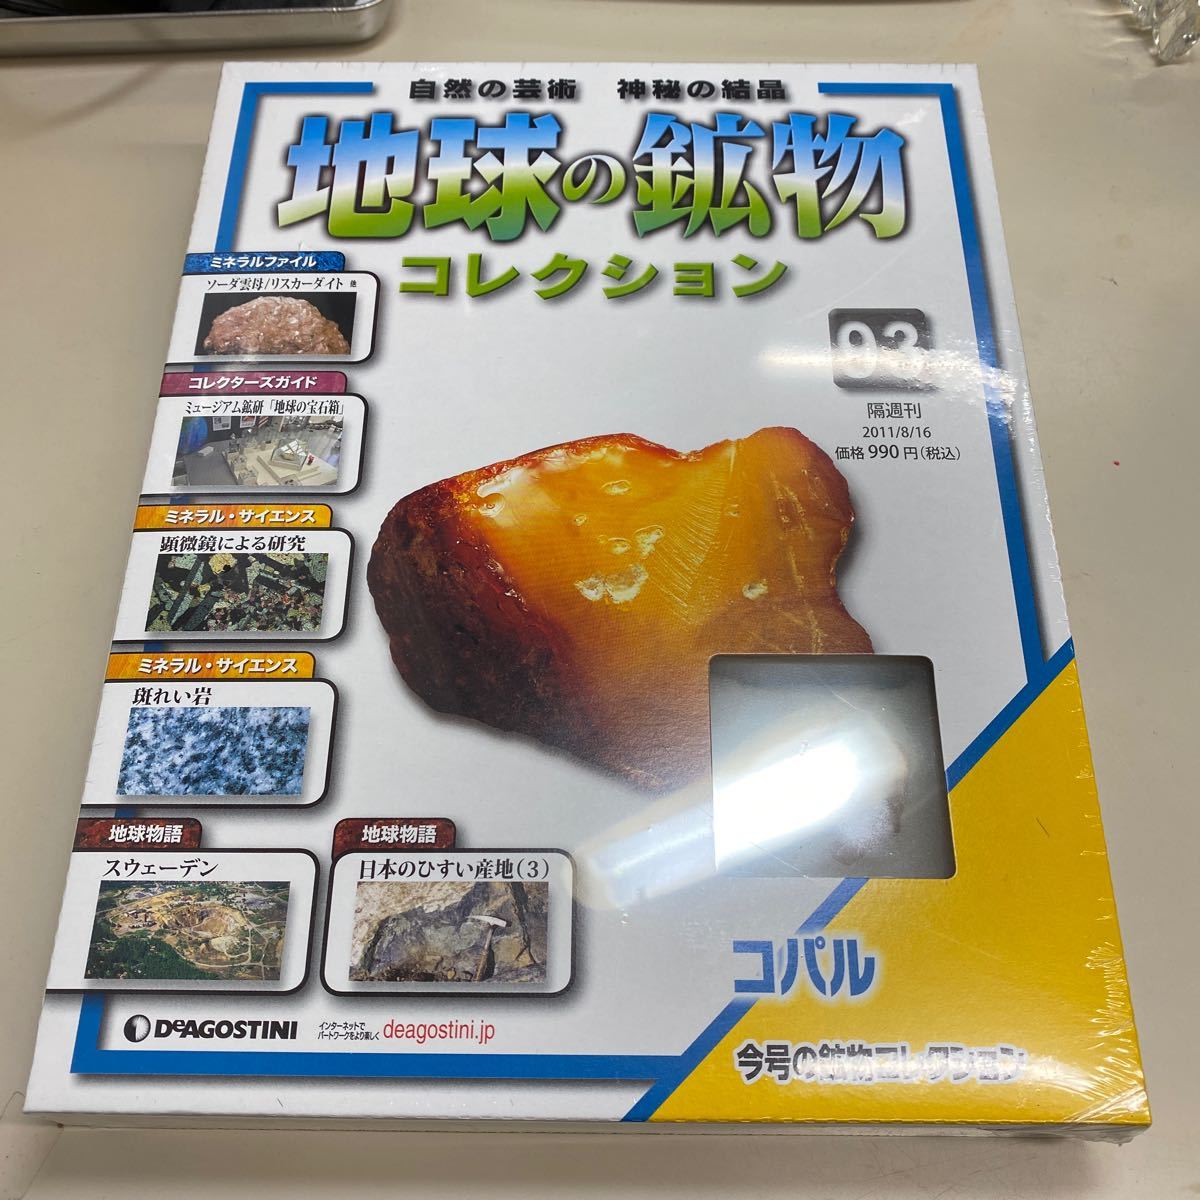 自然の芸術　神秘の結晶
地球の鉱物
コレクション
93
隔週刊
2011/8/16
価格 990 円（税込）
ミネラルファイル
ソーダ雲母/リスカーダイト 他
コレクターズガイド
ミュージアム鉱研「地球の宝石箱」
ミネラル・サイエンス
顕微鏡による研究
ミネラル・サイエンス
斑れい岩
地球物語
スウェーデン
地球物語
日本のひすい産地（3）
DeAGOSTINI
インターネットで
パートワークをより楽しく
deagostini.jp
コパル
今号の鉱物コレクション